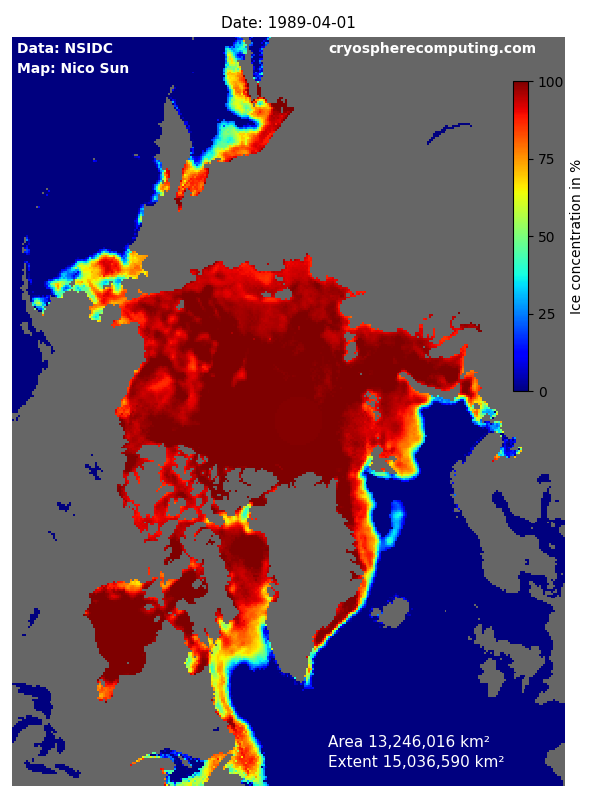 Date: 1989-04-01
Data: NSIDC
Map: Nico Sun
cryospherecomputing.com
100
75
50
25
0
Ice concentration in %
Area 13,246,016 km²
Extent 15,036,590 km²